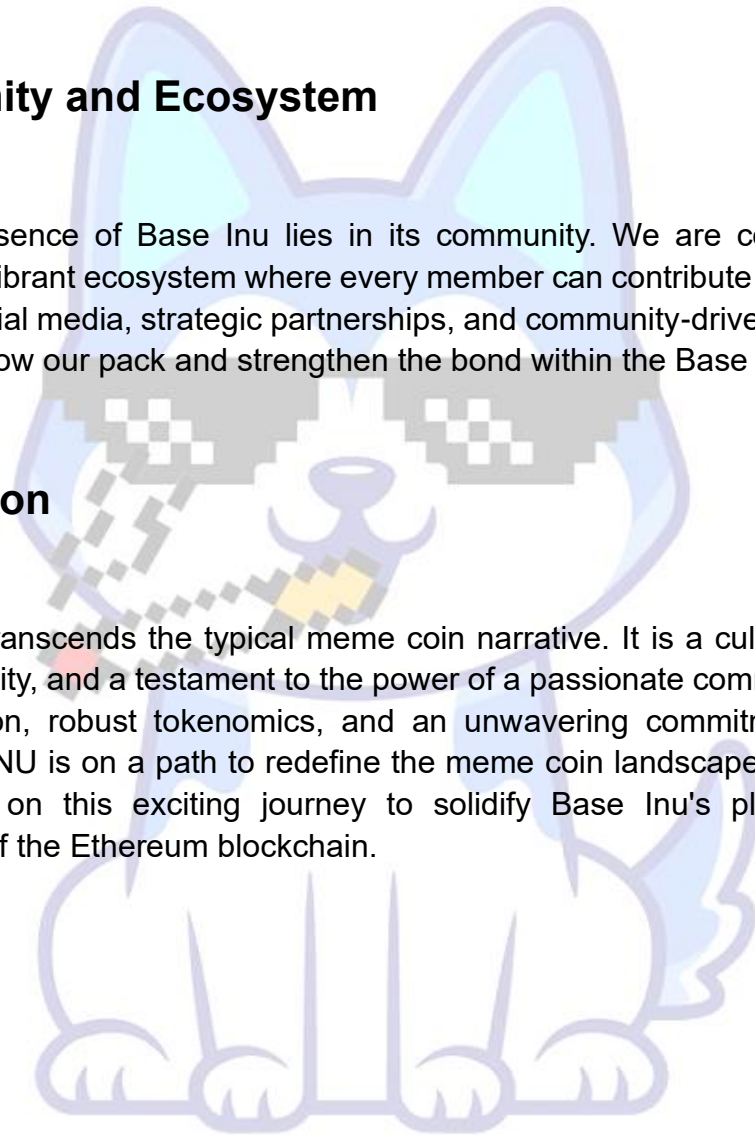 ity and Ecosystem
sence of Base Inu lies in its community. We are co
ibrant ecosystem where every member can contribute
ial media, strategic partnerships, and community-drive
ow our pack and strengthen the bond within the Base
on
ranscends the typical meme coin narrative. It is a cul
ity, and a testament to the power of a passionate com
on, robust tokenomics, and an unwavering commitm
NU is on a path to redefine the meme coin landscape
on this exciting journey to solidify Base Inu's pl
f the Ethereum blockchain.